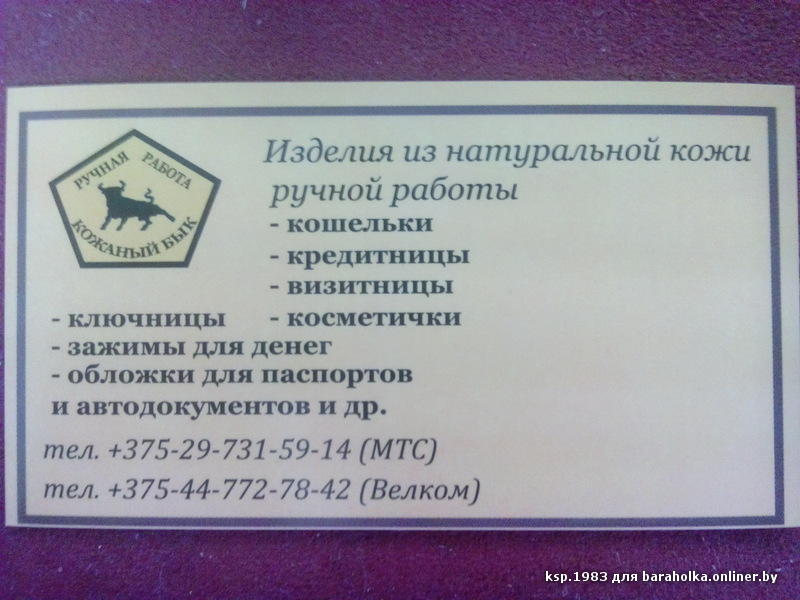 РУЧНАЯ РАБОТА
КОЖАНЫЙ БЫК
Изделия из натуральной кожи
ручной работы
- кошельки
- кредитницы
- визитницы
- ключницы - косметички
- зажимы для денег
- обложки для паспортов
и автодокументов и др.
тел. +375-29-731-59-14 (МТС)
тел. +375-44-772-78-42 (Велком)
ksp.1983 для baraholka.onliner.by